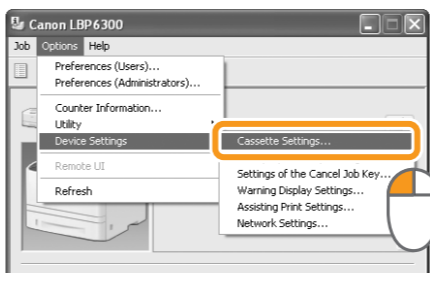 Canon LBP6300
Job Options Help
Preferences (Users)...
Preferences (Administrators)...
Counter Information...
Utility
Device Settings
Remote UI
Refresh
Cassette Settings...
Settings of the Cancel Job Key...
Warning Display Settings...
Assisting Print Settings...
Network Settings...